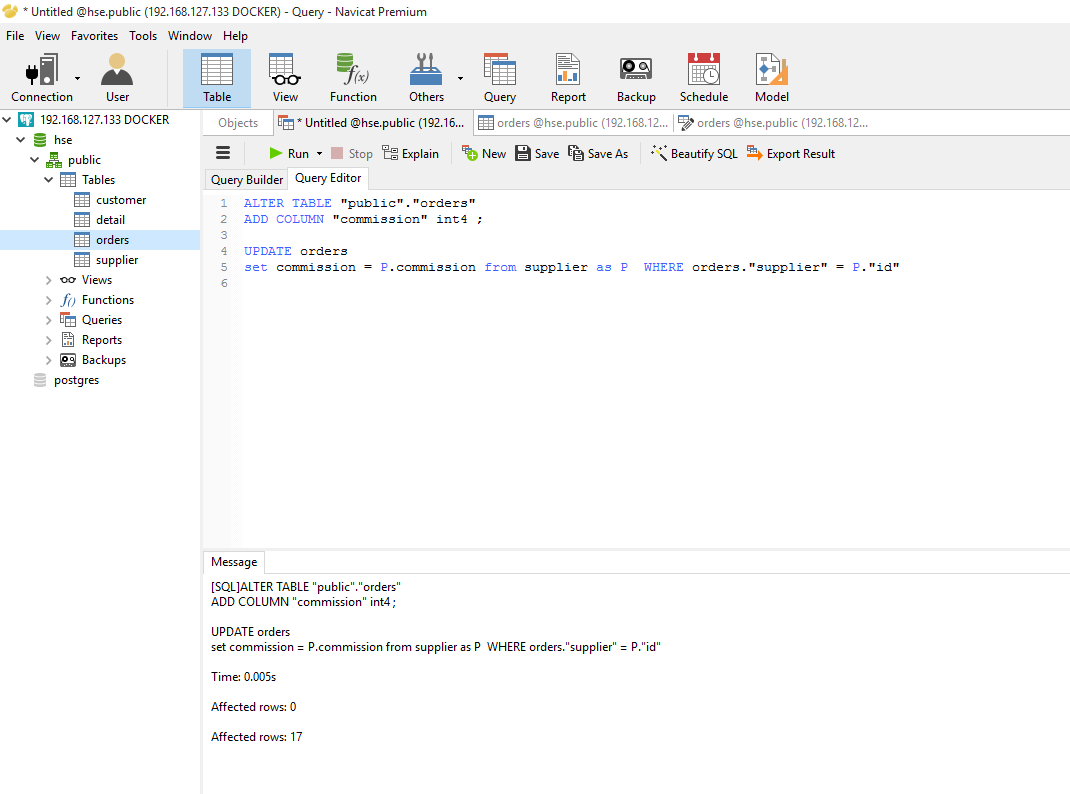 * Untitled @hse.public (192.168.127.133 DOCKER) - Query - Navicat Premium
File View Favorites Tools Window Help
Connection User Table View Function Others Query Report Backup Schedule Model
192.168.127.133 DOCKER
hse
public
Tables
customer
detail
orders
supplier
Views
Functions
Queries
Reports
Backups
postgres
Objects * Untitled @hse.public (192.16... orders @hse.public (192.168.12... orders @hse.public (192.168.12...
Run Stop Explain New Save Save As Beautify SQL Export Result
Query Builder Query Editor
1 ALTER TABLE "public"."orders"
2 ADD COLUMN "commission" int4 ;
3
4 UPDATE orders
5 set commission = P.commission from supplier as P  WHERE orders."supplier" = P."id"
6
Message
[SQL]ALTER TABLE "public"."orders"
ADD COLUMN "commission" int4 ;
UPDATE orders
set commission = P.commission from supplier as P  WHERE orders."supplier" = P."id"
Time: 0.005s
Affected rows: 0
Affected rows: 17